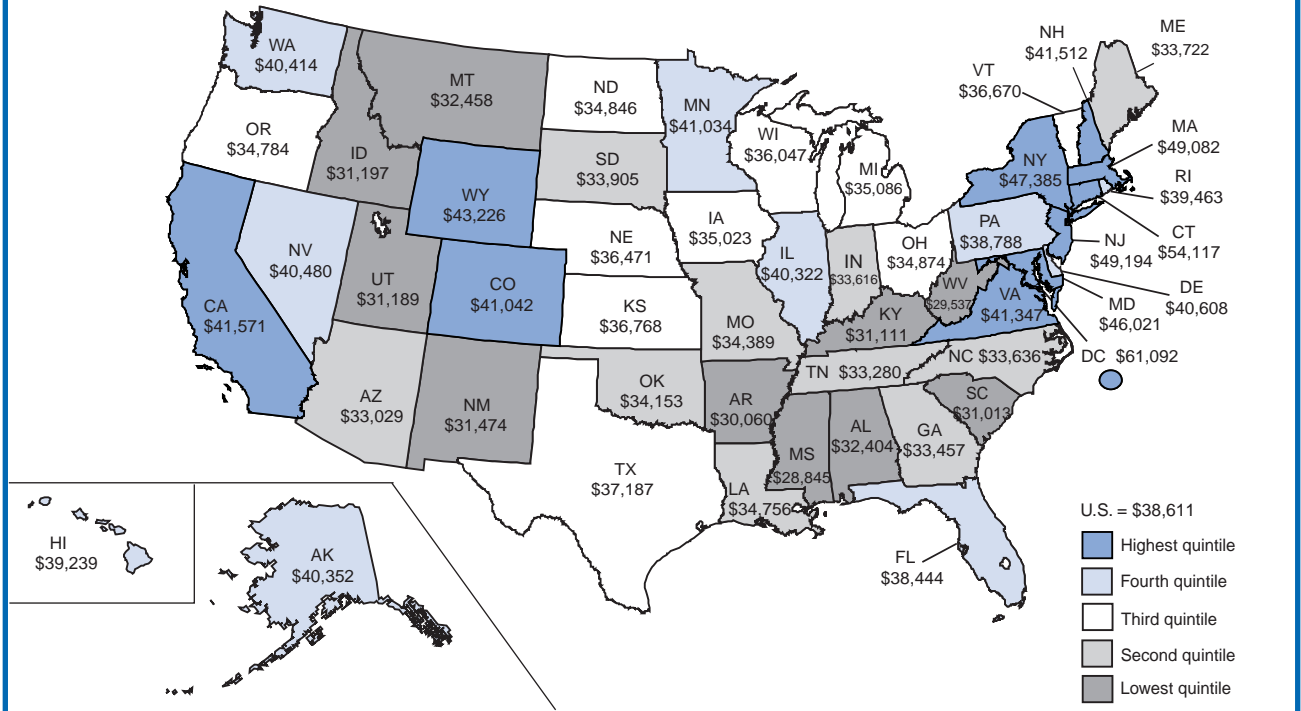 WA
$40,414
OR
$34,784
CA
$41,571
NV
$40,480
ID
$31,197
MT
$32,458
WY
$43,226
UT
$31,189
CO
$41,042
AZ
$33,029
NM
$31,474
ND
$34,846
SD
$33,905
NE
$36,471
KS
$36,768
OK
$34,153
TX
$37,187
MN
$41,034
IA
$35,023
MO
$34,389
AR
$30,060
LA
$34,756
WI
$36,047
IL
$40,322
MI
$35,086
IN
$33,616
OH
$34,874
KY
$31,111
TN $33,280
MS
$28,845
AL
$32,404
GA
$33,457
FL
$38,444
SC
$31,013
NC $33,636
WV
$29,537
VA
$41,347
PA
$38,788
NY
$47,385
VT
$36,670
NH
$41,512
ME
$33,722
MA
$49,082
RI
$39,463
CT
$54,117
NJ
$49,194
DE
$40,608
MD
$46,021
DC $61,092
HI
$39,239
AK
$40,352
U.S. = $38,611
Highest quintile
Fourth quintile
Third quintile
Second quintile
Lowest quintile